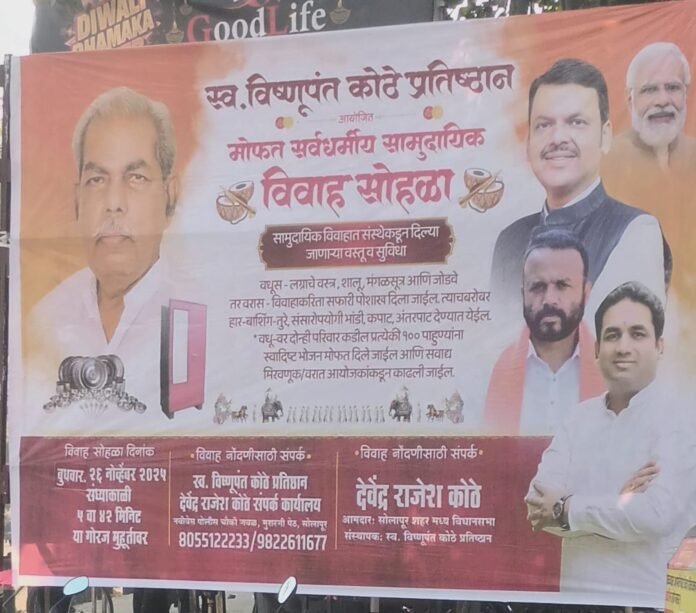 DIWALI
DHAMAKA
GOODLIFE
स्व. विष्णूपंत कोठे प्रतिष्ठान
आयोजित
मोफत सर्वधर्मीय सामुदायिक
विवाह सोहळा
सामुदायिक विवाहात संस्थेकडून दिल्या
जाणाऱ्या वस्तू व सुविधा
वधूस - लग्नाचे वस्त्र, शालू, मंगळसूत्र आणि जोडवे
तर वरास - विवाहाकरिता सफारी पोशाख दिला जाईल. त्याचबरोबर
हार-बाशिंग-तुरे, संसारोपयोगी भांडी, कपाट, अंतरपाट देण्यात येईल.
* वधू-वर दोन्ही परिवार कडील प्रत्येकी १०० पाहुण्यांना
स्वादिष्ट भोजन मोफत दिले जाईल आणि सवाद्य
मिरवणूक/वरात आयोजकांकडून काढली जाईल.
विवाह सोहळा दिनांक
बुधवार. २६ नोव्हेंबर २०२५
संध्याकाळी
५ वा ४२ मिनिट
या गोरज मुहूर्तावर
• विवाह नोंदणीसाठी संपर्क •
स्व. विष्णूपंत कोठे प्रतिष्ठान
देवेंद्र राजेश कोठे संपर्क कार्यालय
नवीवेस पोलीस चौकी जवळ, मुरारजी पेठ, सोलापूर
8055122233/9822611677
• विवाह नोंदणीसाठी संपर्क •
देवेंद्र राजेश कोठे
आमदार: सोलापूर शहर मध्य विधानसभा
संस्थापक: स्व. विष्णूपंत कोठे प्रतिष्ठान